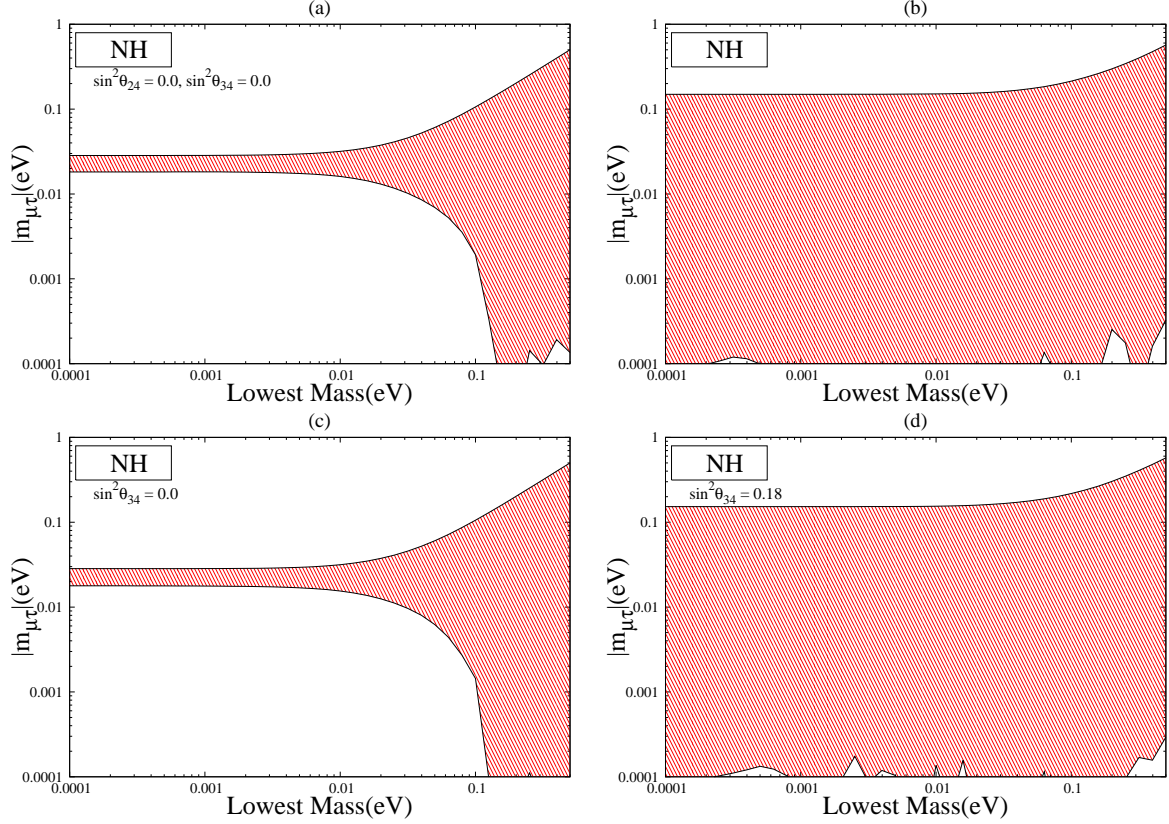 (a)
NH
sin²θ₂₄ = 0.0, sin²θ₃₄ = 0.0
1
0.1
0.01
0.001
0.0001
|m_μτ|(eV)
0.0001 0.001 0.01 0.1
Lowest Mass(eV)
(b)
NH
1
0.1
0.01
0.001
0.0001
|m_μτ|(eV)
0.0001 0.001 0.01 0.1
Lowest Mass(eV)
(c)
NH
sin²θ₃₄ = 0.0
1
0.1
0.01
0.001
0.0001
|m_μτ|(eV)
0.0001 0.001 0.01 0.1
Lowest Mass(eV)
(d)
NH
sin²θ₃₄ = 0.18
1
0.1
0.01
0.001
0.0001
|m_μτ|(eV)
0.0001 0.001 0.01 0.1
Lowest Mass(eV)